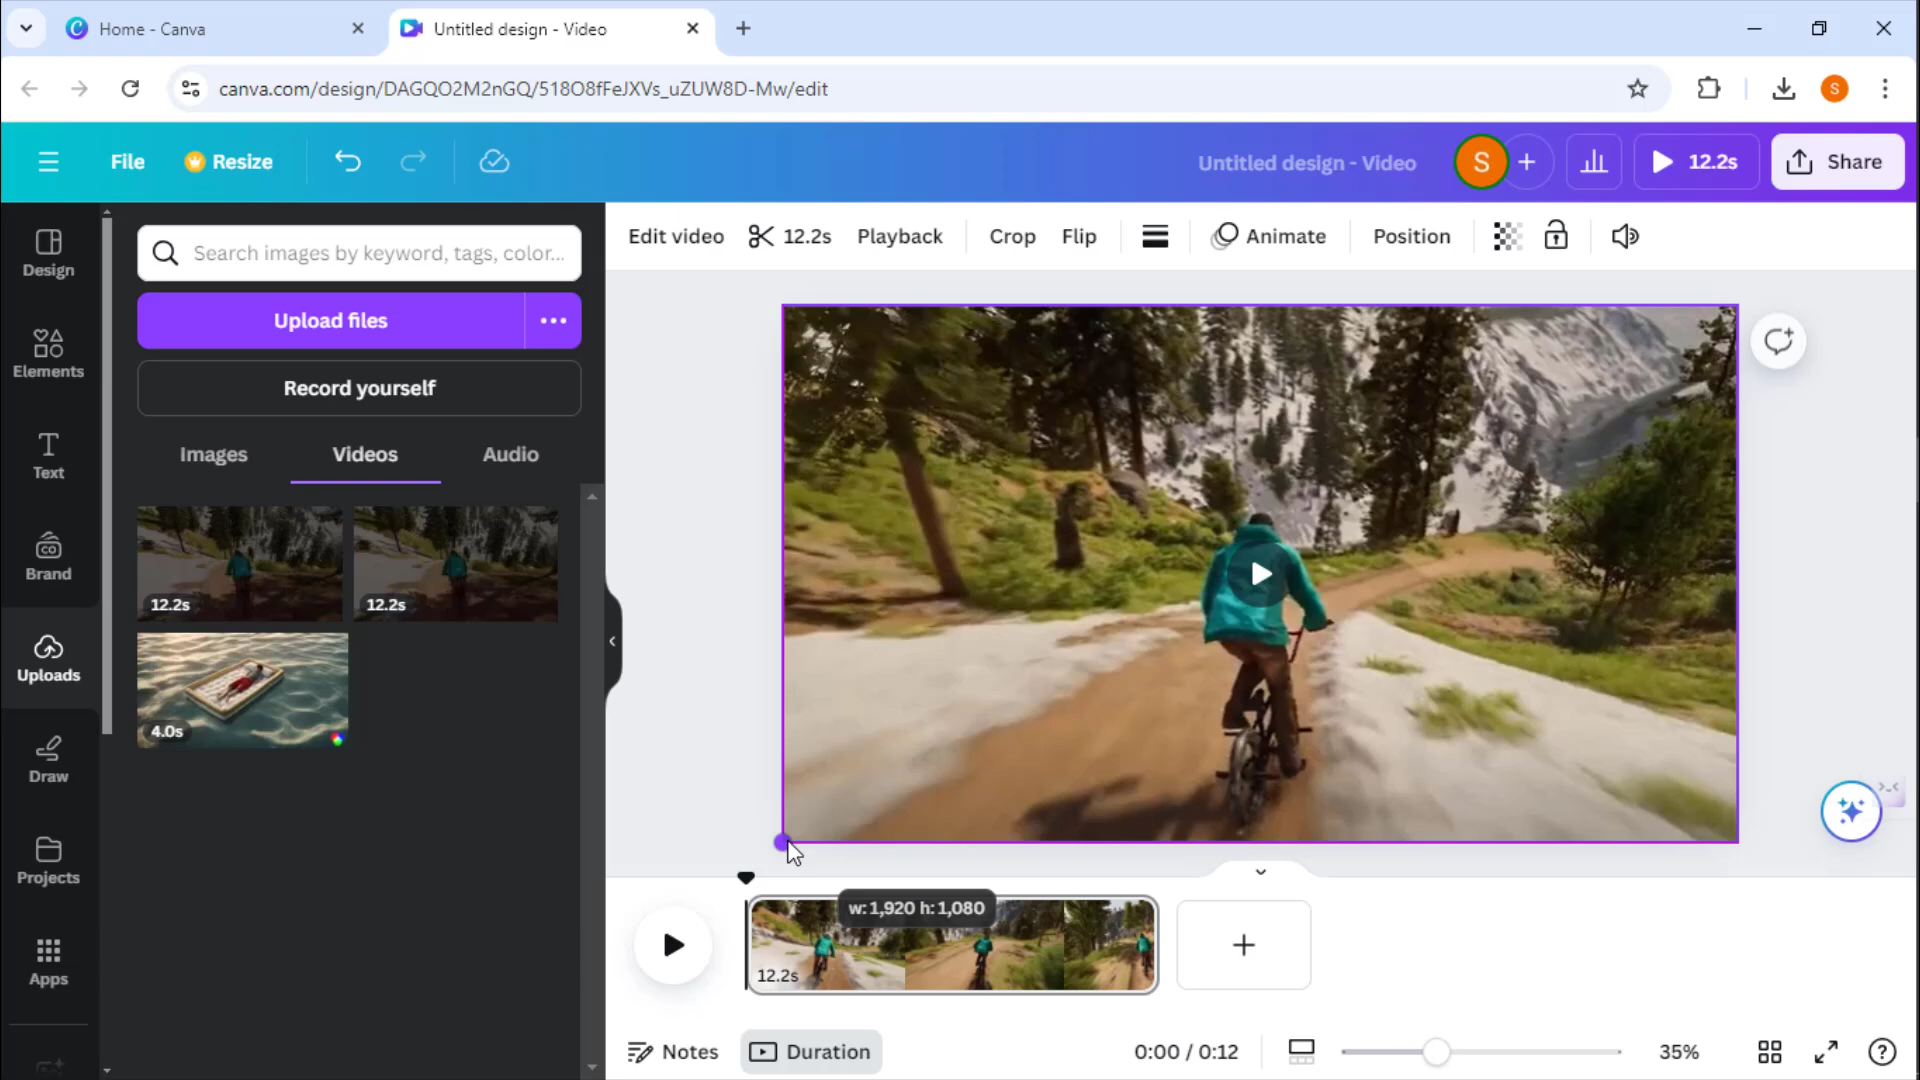 Home - Canva
Untitled design - Video
canva.com/design/DAGQO2M2nGQ/518O8fFeJXVs_uZUW8D-Mw/edit
S
File
Resize
Untitled design - Video
S
12.2s
Share
Design
Elements
Text
Brand
Uploads
Draw
Projects
Apps
Search images by keyword, tags, color...
Upload files
Record yourself
Images
Videos
Audio
12.2s
12.2s
4.0s
Edit video
12.2s
Playback
Crop
Flip
Animate
Position
w: 1,920 h: 1,080
12.2s
Notes
Duration
0:00 / 0:12
35%